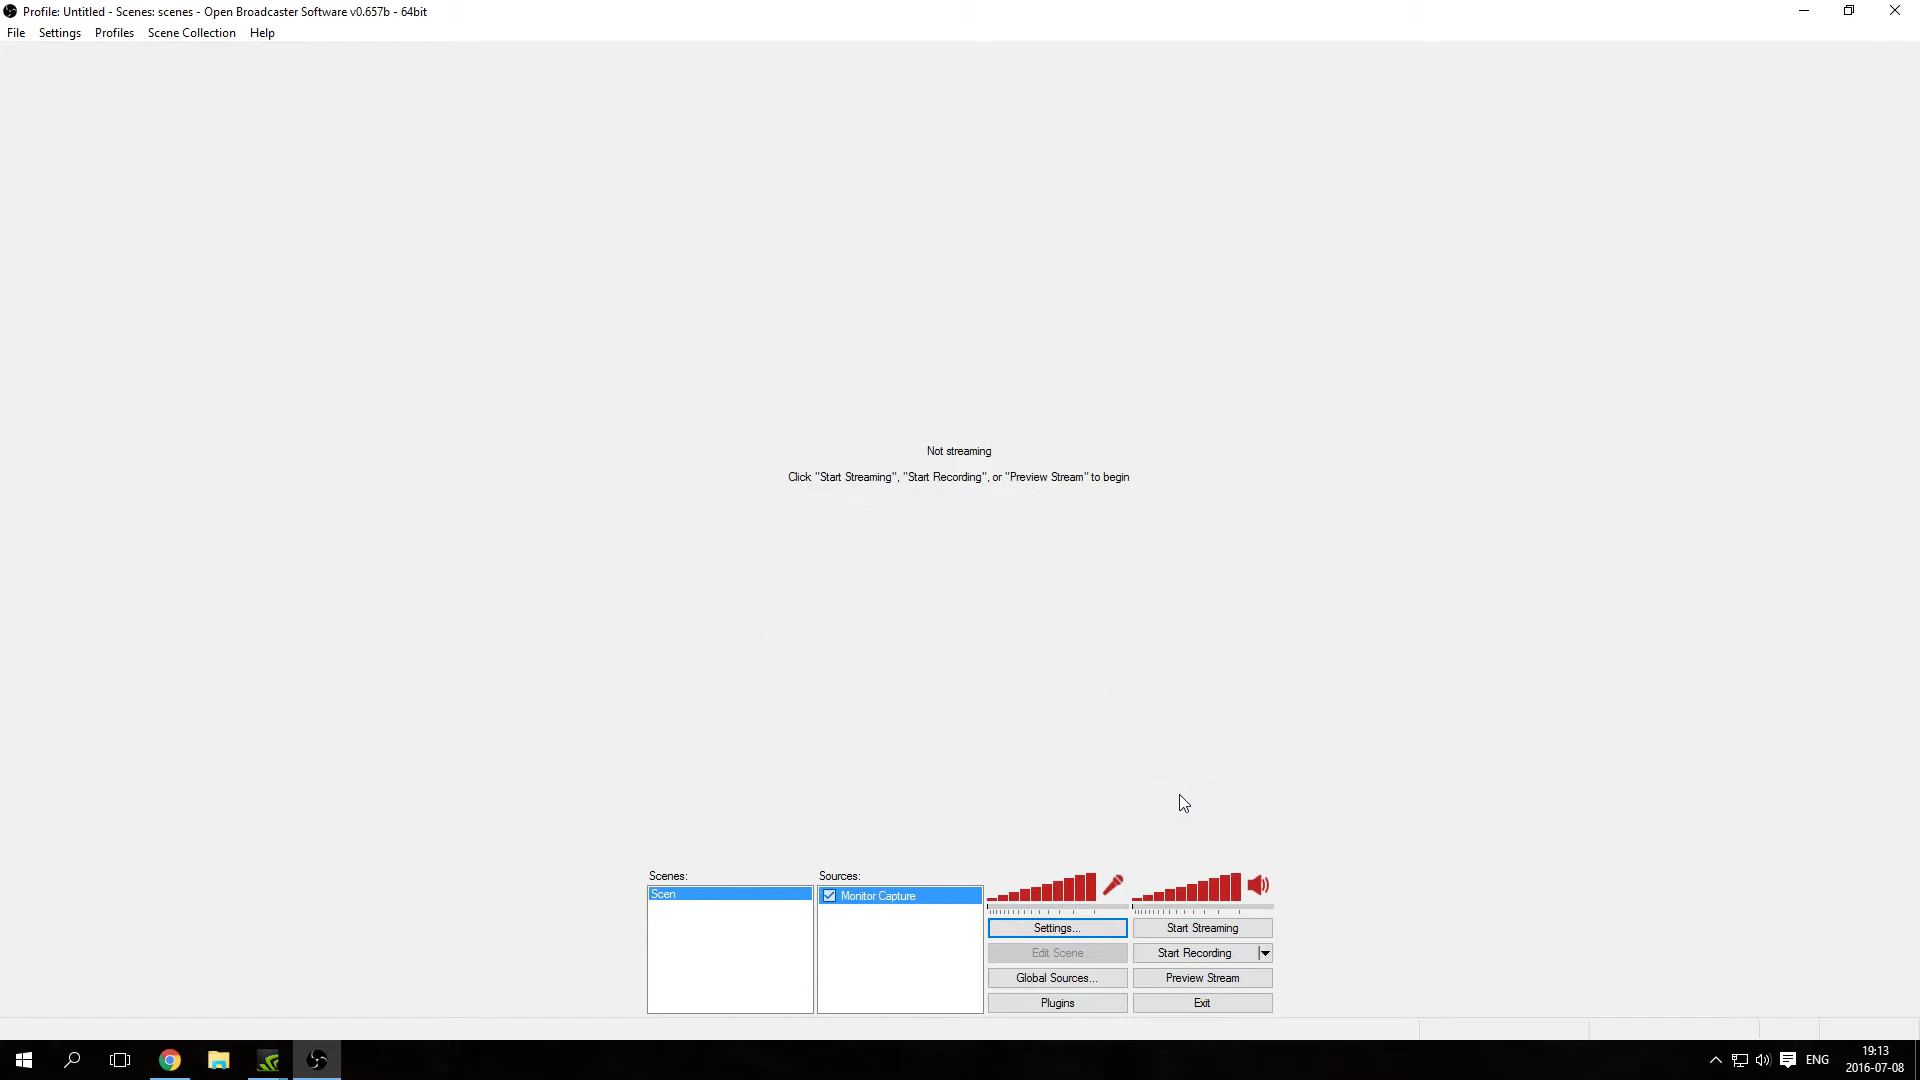 Profile: Untitled - Scenes: scenes - Open Broadcaster Software v0.657b - 64bit
File Settings Profiles Scene Collection Help
Not streaming
Click "Start Streaming", "Start Recording", or "Preview Stream" to begin
Scenes: Sources:
Scen Monitor Capture
Settings... Start Streaming
Edit Scene Start Recording
Global Sources... Preview Stream
Plugins Exit
ENG 19:13
2016-07-08